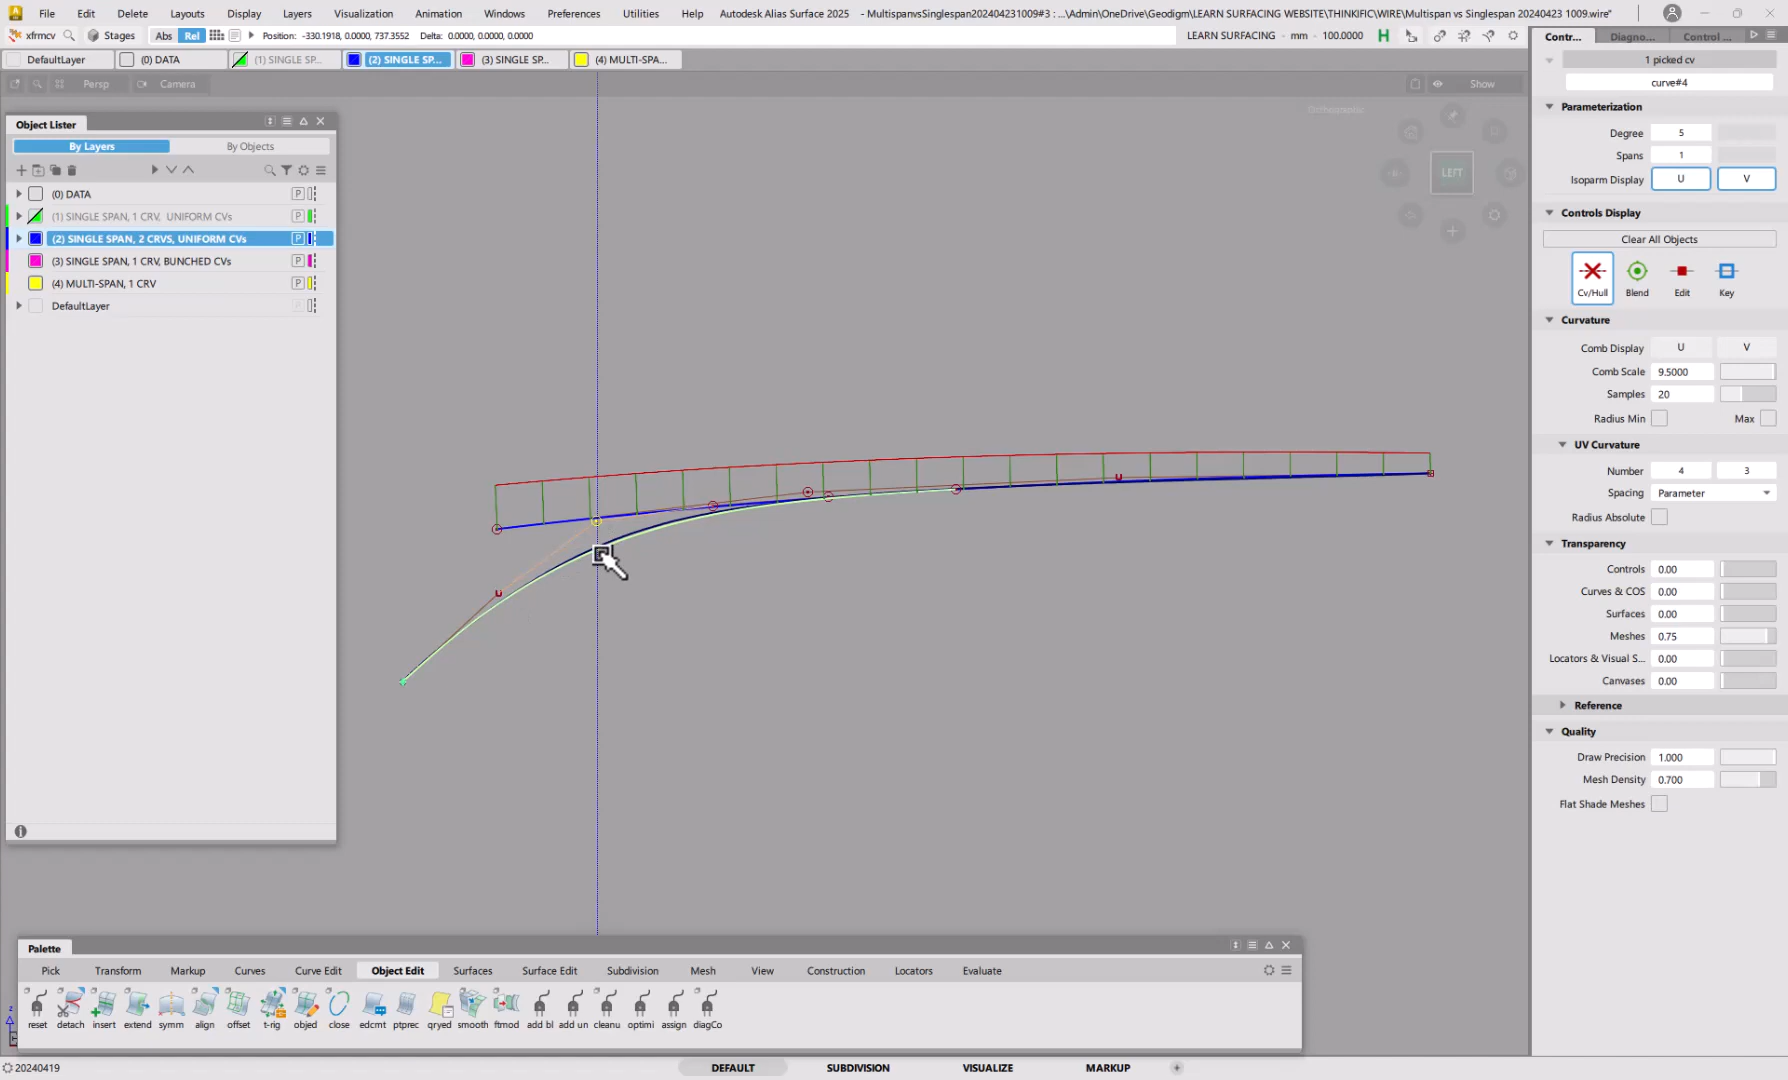 File Edit Delete Layouts Display Layers Visualization Animation Windows Preferences Utilities Help Autodesk Alias Surface 2025 - MultispanvsSinglespan202404231009#3 : ...\Admin\OneDrive\Geodigm\LEARN SURFACING WEBSITE\THINKIFIC\WIRE\Multispan vs Singlespan 20240423 1009.wire*
xfrmcv Stages Abs Rel Position: -330.1918, 0.0000, 737.3552 Delta: 0.0000, 0.0000, 0.0000 LEARN SURFACING - mm - 100.0000 H
Contr... Diagno... Control ...
DefaultLayer (0) DATA (1) SINGLE SP... (2) SINGLE SP... (3) SINGLE SP... (4) MULTI-SPA...
1 picked cv
curve#4
Persp Camera Show
Orthographic
LEFT
Object Lister
By Layers By Objects
(0) DATA P
(1) SINGLE SPAN, 1 CRV, UNIFORM CVs P
(2) SINGLE SPAN, 2 CRVS, UNIFORM CVs P
(3) SINGLE SPAN, 1 CRV, BUNCHED CVs P
(4) MULTI-SPAN, 1 CRV P
DefaultLayer P
Parameterization
Degree 5
Spans 1
Isoparm Display U V
Controls Display
Clear All Objects
Cv/Hull Blend Edit Key
Curvature
Comb Display U V
Comb Scale 9.5000
Samples 20
Radius Min Max
UV Curvature
Number 4 3
Spacing Parameter
Radius Absolute
Transparency
Controls 0.00
Curves & COS 0.00
Surfaces 0.00
Meshes 0.75
Locators & Visual S... 0.00
Canvases 0.00
Reference
Quality
Draw Precision 1.000
Mesh Density 0.700
Flat Shade Meshes
U
U
Palette
Pick Transform Markup Curves Curve Edit Object Edit Surfaces Surface Edit Subdivision Mesh View Construction Locators Evaluate
reset detach insert extend symm align offset t-rig objed close edcmt ptprec qryed smooth ftmod add bl add un cleanu optimi assign diagCo
20240419 DEFAULT SUBDIVISION VISUALIZE MARKUP +